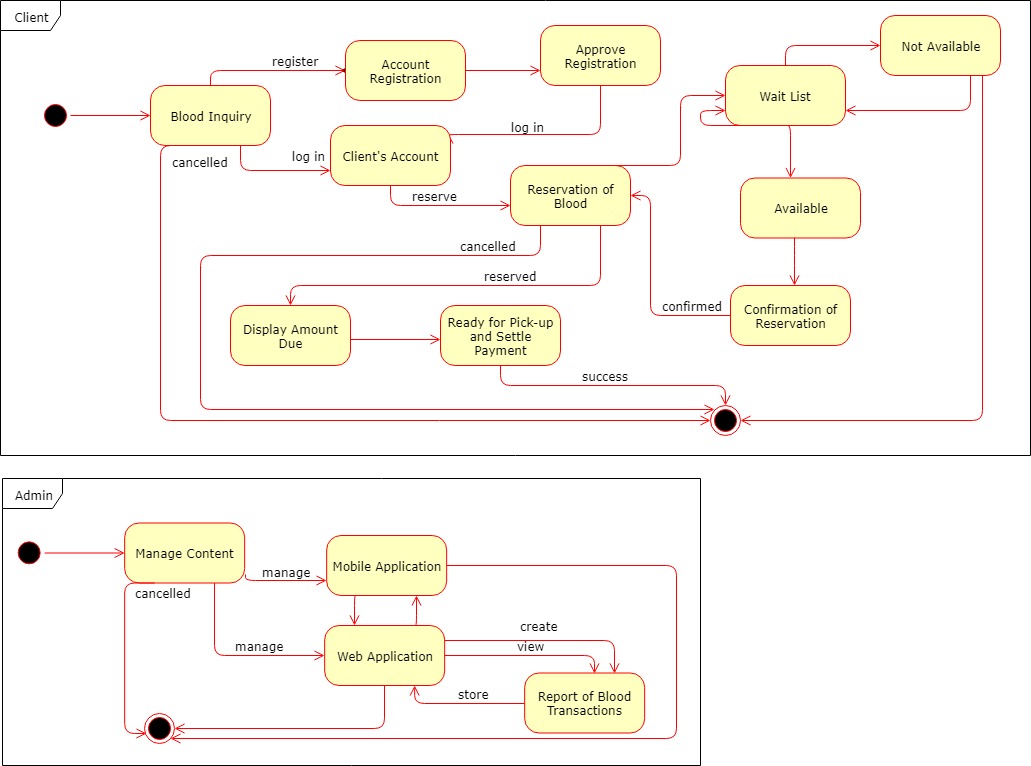 Client
Not Available
register
Approve
Registration
Account
Registration
Wait List
Blood Inquiry
log in
cancelled
log in
Client's Account
Reservation of
Blood
reserve
Available
cancelled
reserved
confirmed
Confirmation of
Reservation
Display Amount
Due
Ready for Pick-up
and Settle
Payment
success
Admin
Manage Content
manage
Mobile Application
cancelled
create
manage
view
Web Application
store
Report of Blood
Transactions